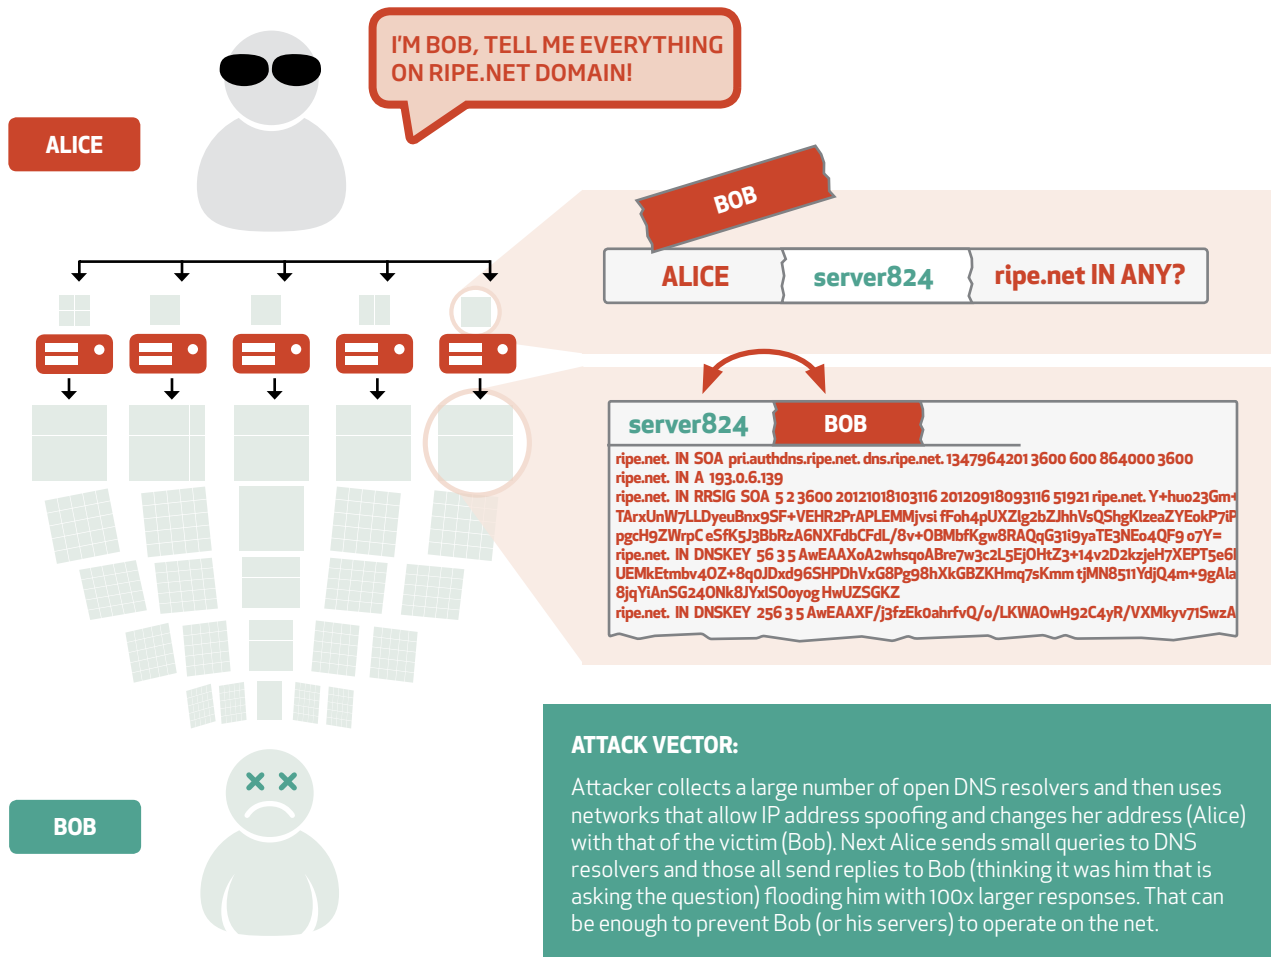 I'M BOB, TELL ME EVERYTHING
ON RIPE.NET DOMAIN!
ALICE
BOB
ALICE server824 ripe.net IN ANY?
server824 BOB
ripe.net. IN SOA pri.authdns.ripe.net. dns.ripe.net. 1347964201 3600 600 864000 3600
ripe.net. IN A 193.0.6.139
ripe.net. IN RRSIG SOA 5 2 3600 20121018103116 20120918093116 51921 ripe.net. Y+huo23Gm+
TArxUnW7LLDyeuBnx9SF+VEHR2PrAPLEMMjvsi fFoh4pUXZlg2bZJhhVsQShgKlzeaZYEokP7iP
pgcH9ZWrpC eSfK5J3BbRzA6NXFdbCFdL/8v+OBMbfKgw8RAQqG31i9yaTE3NEo4QF9 o7Y=
ripe.net. IN DNSKEY 56 3 5 AwEAAXoA2whsqoABre7w3c2L5EjOHtZ3+14v2D2kzjeH7XEPT5e6
UEMkEtmbv4OZ+8q0JDxd96SHPDhVxG8Pg98hXkGBZKHmq7sKmm tjMN8511YdjQ4m+9gAla
8jqYiAnSG24ONk8JYxlSOoyog HwUZSGKZ
ripe.net. IN DNSKEY 256 3 5 AwEAAXF/j3fzEk0ahrfvQ/o/LKWAOwH92C4yR/VXMkyv71SwzA
ATTACK VECTOR:
Attacker collects a large number of open DNS resolvers and then uses
networks that allow IP address spoofing and changes her address (Alice)
with that of the victim (Bob). Next Alice sends small queries to DNS
resolvers and those all send replies to Bob (thinking it was him that is
asking the question) flooding him with 100x larger responses. That can
be enough to prevent Bob (or his servers) to operate on the net.
BOB